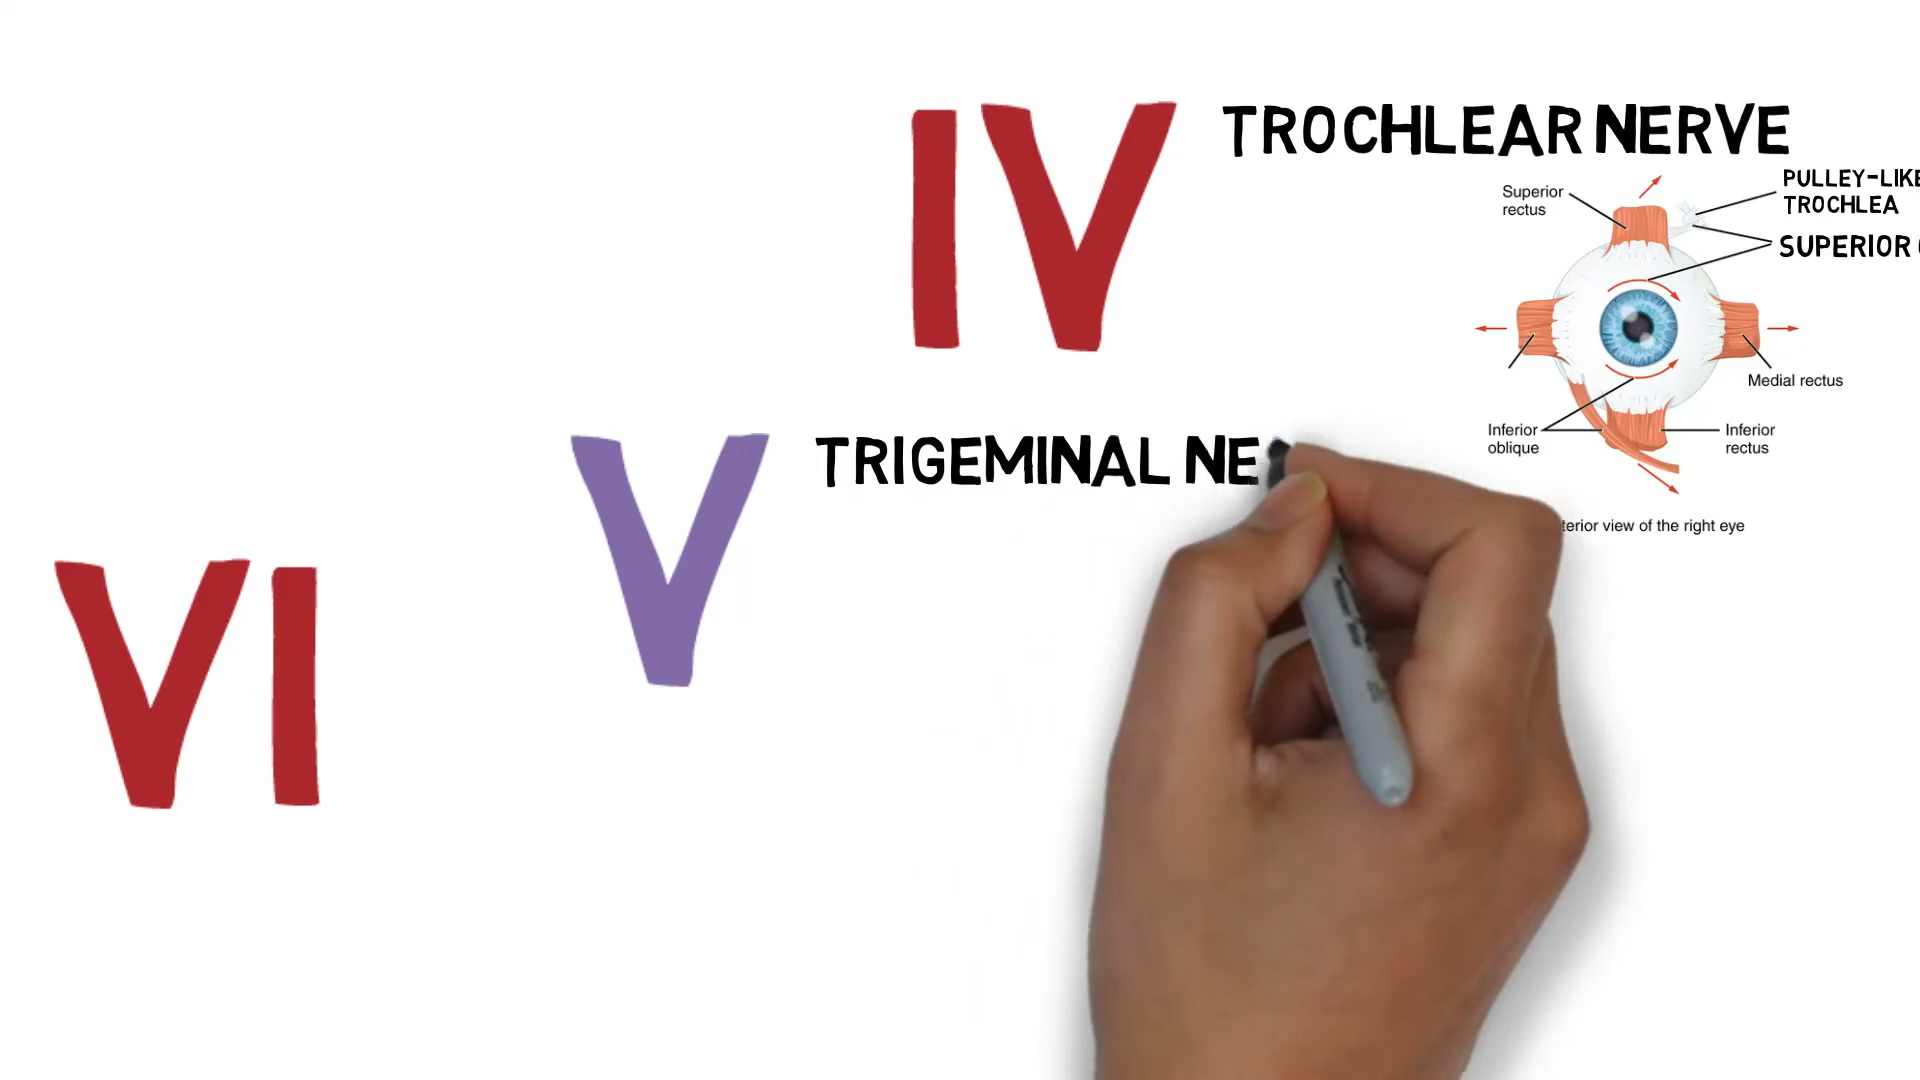 IV
TROCHLEAR NERVE
PULLEY-LIKE
TROCHLEA
Superior
rectus
SUPERIOR
Medial rectus
Inferior
oblique
Inferior
rectus
terior view of the right eye
V
TRIGEMINAL NE
VI